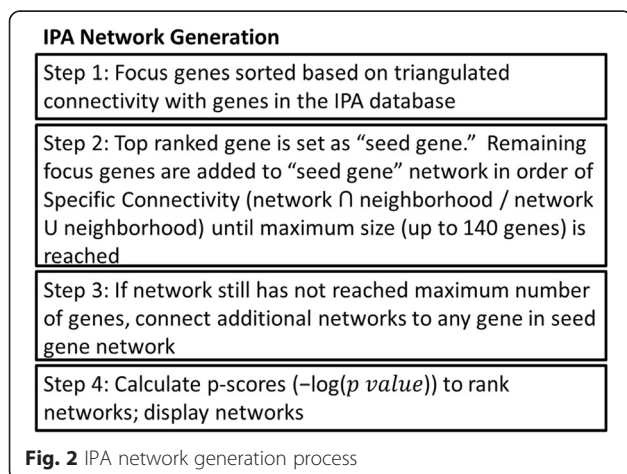 IPA Network Generation
Step 1: Focus genes sorted based on triangulated
connectivity with genes in the IPA database
Step 2: Top ranked gene is set as “seed gene.” Remaining
focus genes are added to “seed gene” network in order of
Specific Connectivity (network ∩ neighborhood / network
U neighborhood) until maximum size (up to 140 genes) is
reached
Step 3: If network still has not reached maximum number
of genes, connect additional networks to any gene in seed
gene network
Step 4: Calculate p-scores (−log(p value)) to rank
networks; display networks
Fig. 2 IPA network generation process